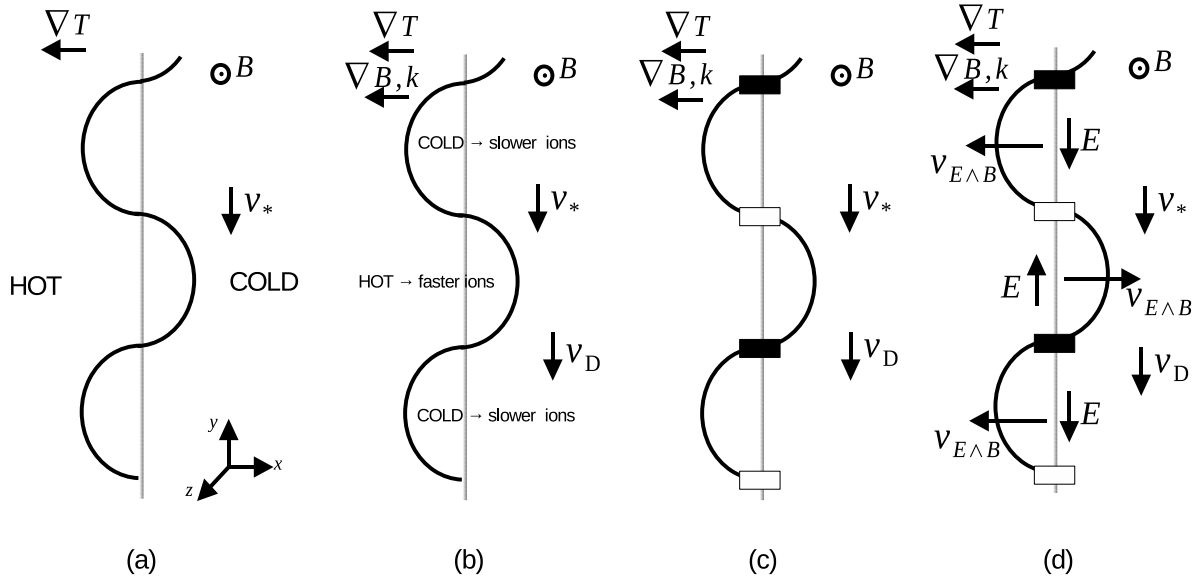 ∇T
B
v*
HOT
COLD
y
x
z
(a)
∇T
∇B,k
B
COLD → slower ions
v*
HOT → faster ions
vD
COLD → slower ions
(b)
∇T
∇B,k
B
v*
vD
(c)
∇T
∇B,k
B
E
vE∧B
v*
E
vE∧B
vD
E
vE∧B
(d)